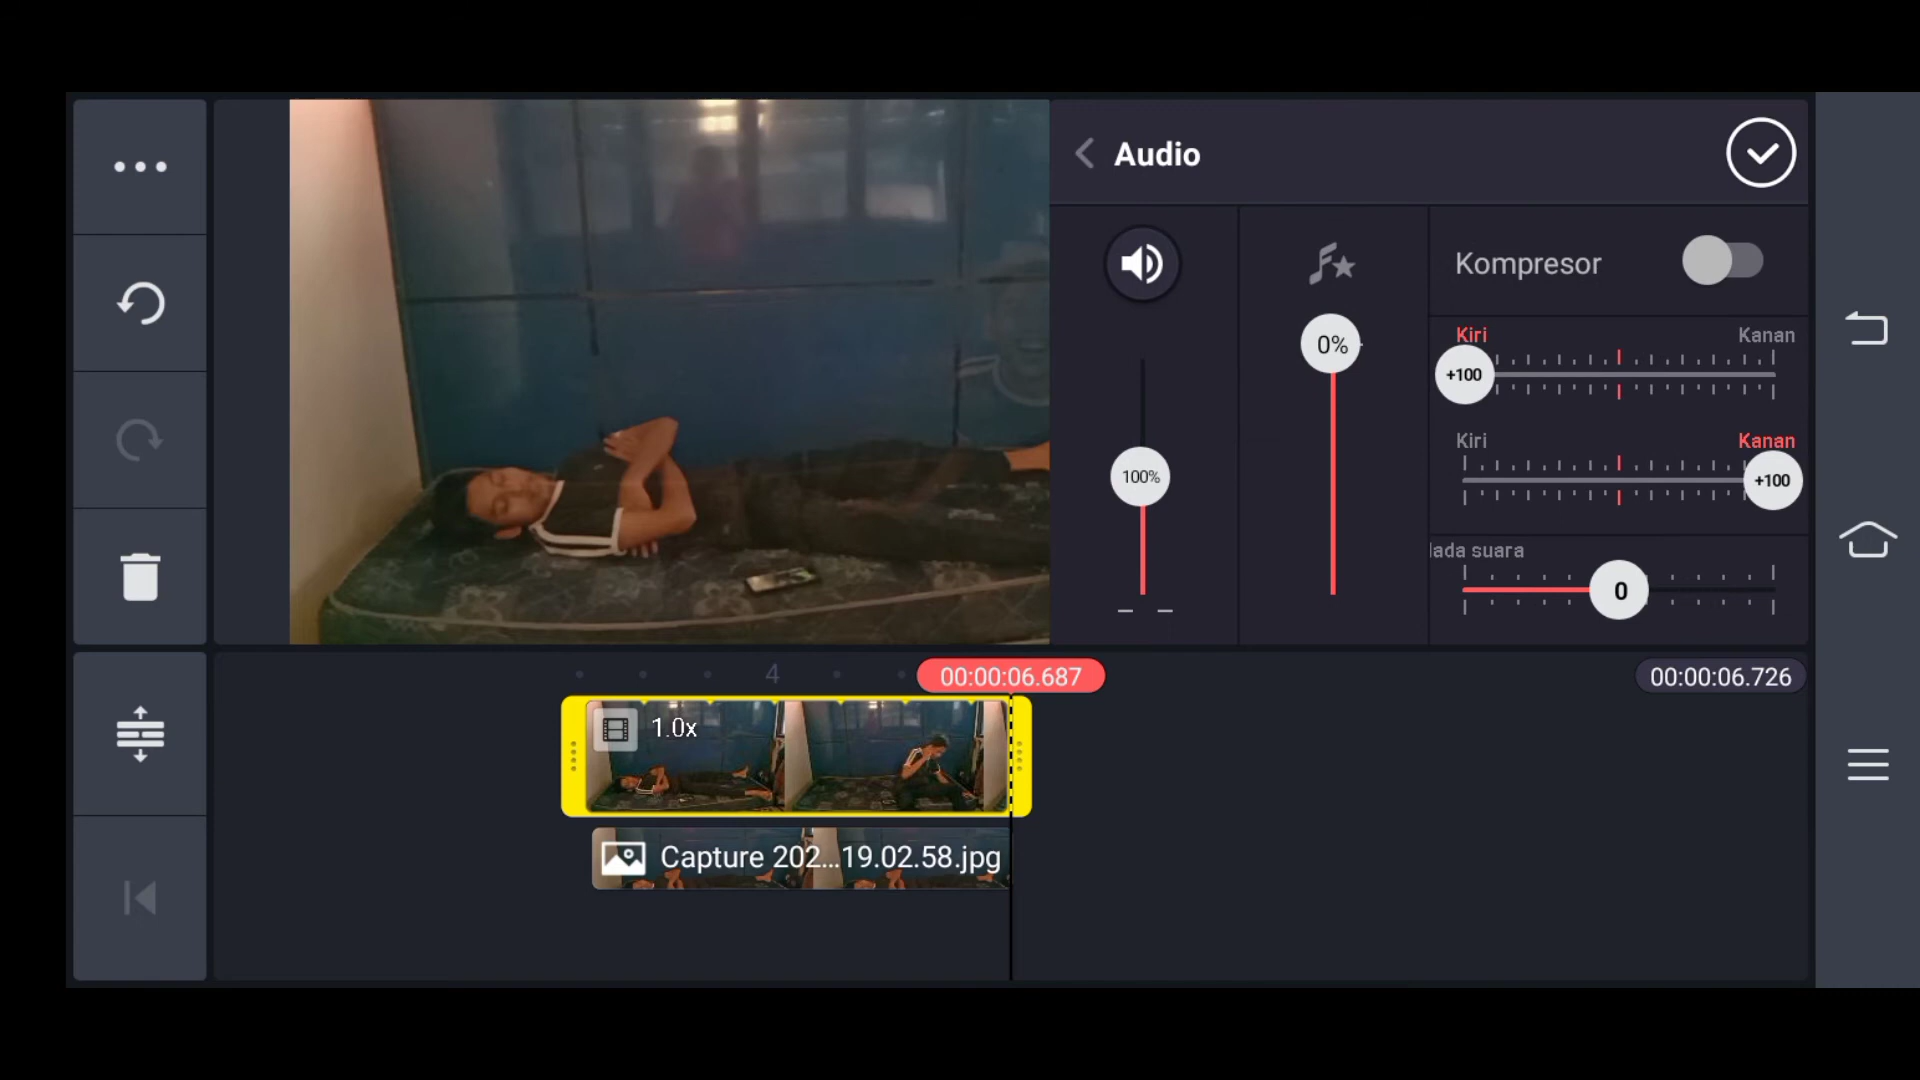 Audio
Kompresor
Kiri Kanan
+100
0%
100%
Kiri Kanan
+100
lada suara
0
4
00:00:06.687
00:00:06.726
1.0x
Capture 202...19.02.58.jpg